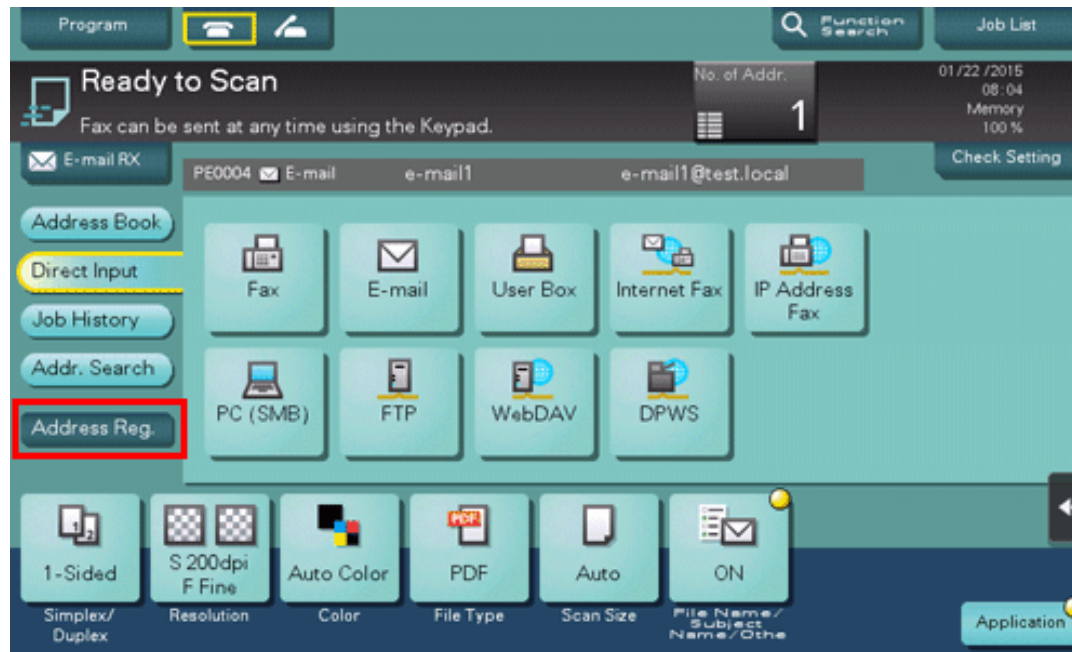 Program
Function
Search
Job List
Ready to Scan
Fax can be sent at any time using the Keypad.
No. of Addr.
1
01/22/2015
08:04
Memory
100 %
E-mail RX
Check Setting
PE0004 E-mail e-mail1 e-mail1@test.local
Address Book
Direct Input
Job History
Addr. Search
Address Reg.
Fax
E-mail
User Box
Internet Fax
IP Address
Fax
PC (SMB)
FTP
WebDAV
DPWS
1-Sided
S 200dpi
F Fine
Auto Color
PDF
PDF
Auto
ON
Simplex/
Duplex
Resolution
Color
File Type
Scan Size
File Name/
Subject
Name/Othe
Application